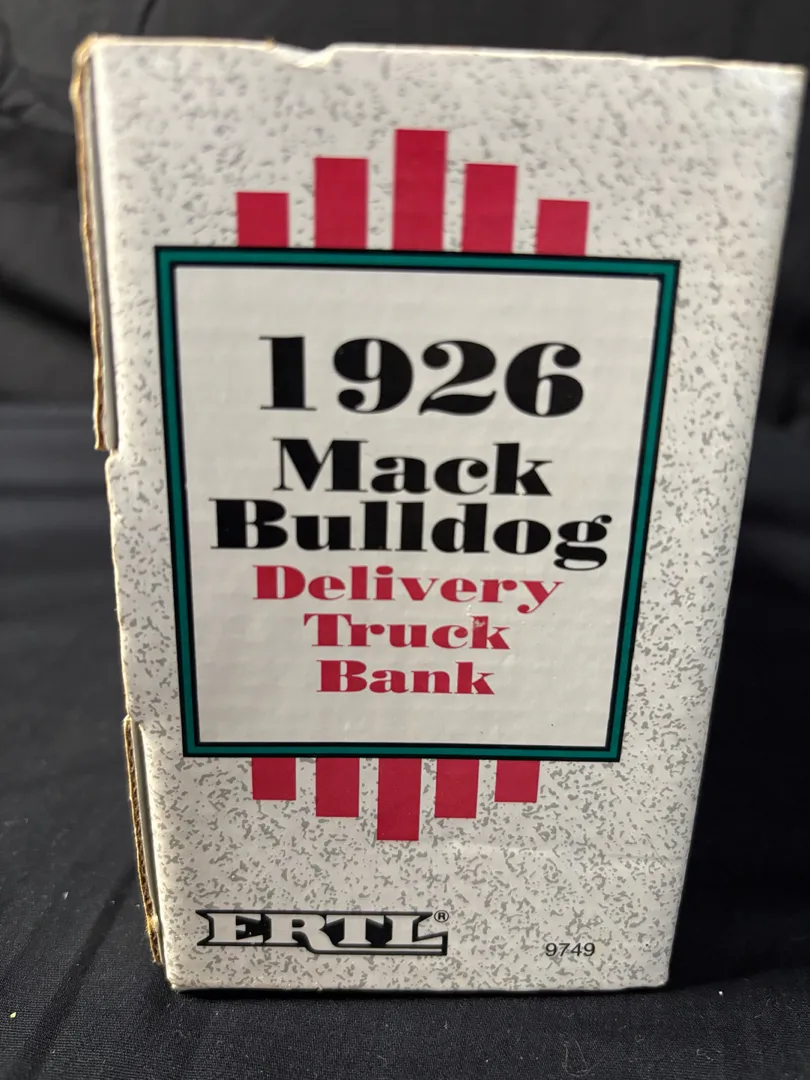 1926
Mack
Bulldog
Delivery
Truck
Bank
ERTL®
9749